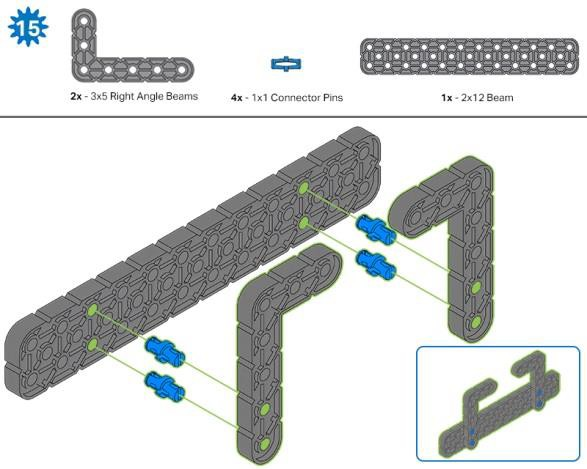 15
2x - 3x5 Right Angle Beams
4x - 1x1 Connector Pins
1x - 2x12 Beam